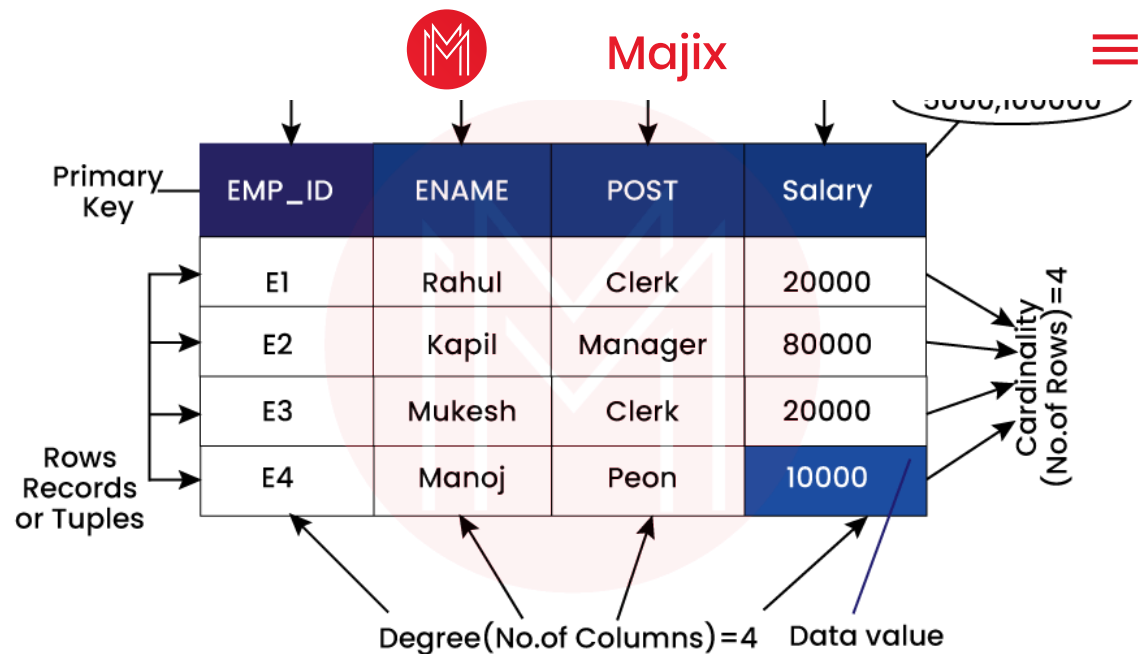 Majix
5000,100000
Primary
Key
EMP_ID ENAME POST Salary
E1 Rahul Clerk 20000
E2 Kapil Manager 80000
E3 Mukesh Clerk 20000
E4 Manoj Peon 10000
Rows
Records
or Tuples
Cardinality
(No.of Rows)=4
Degree(No.of Columns)=4
Data value